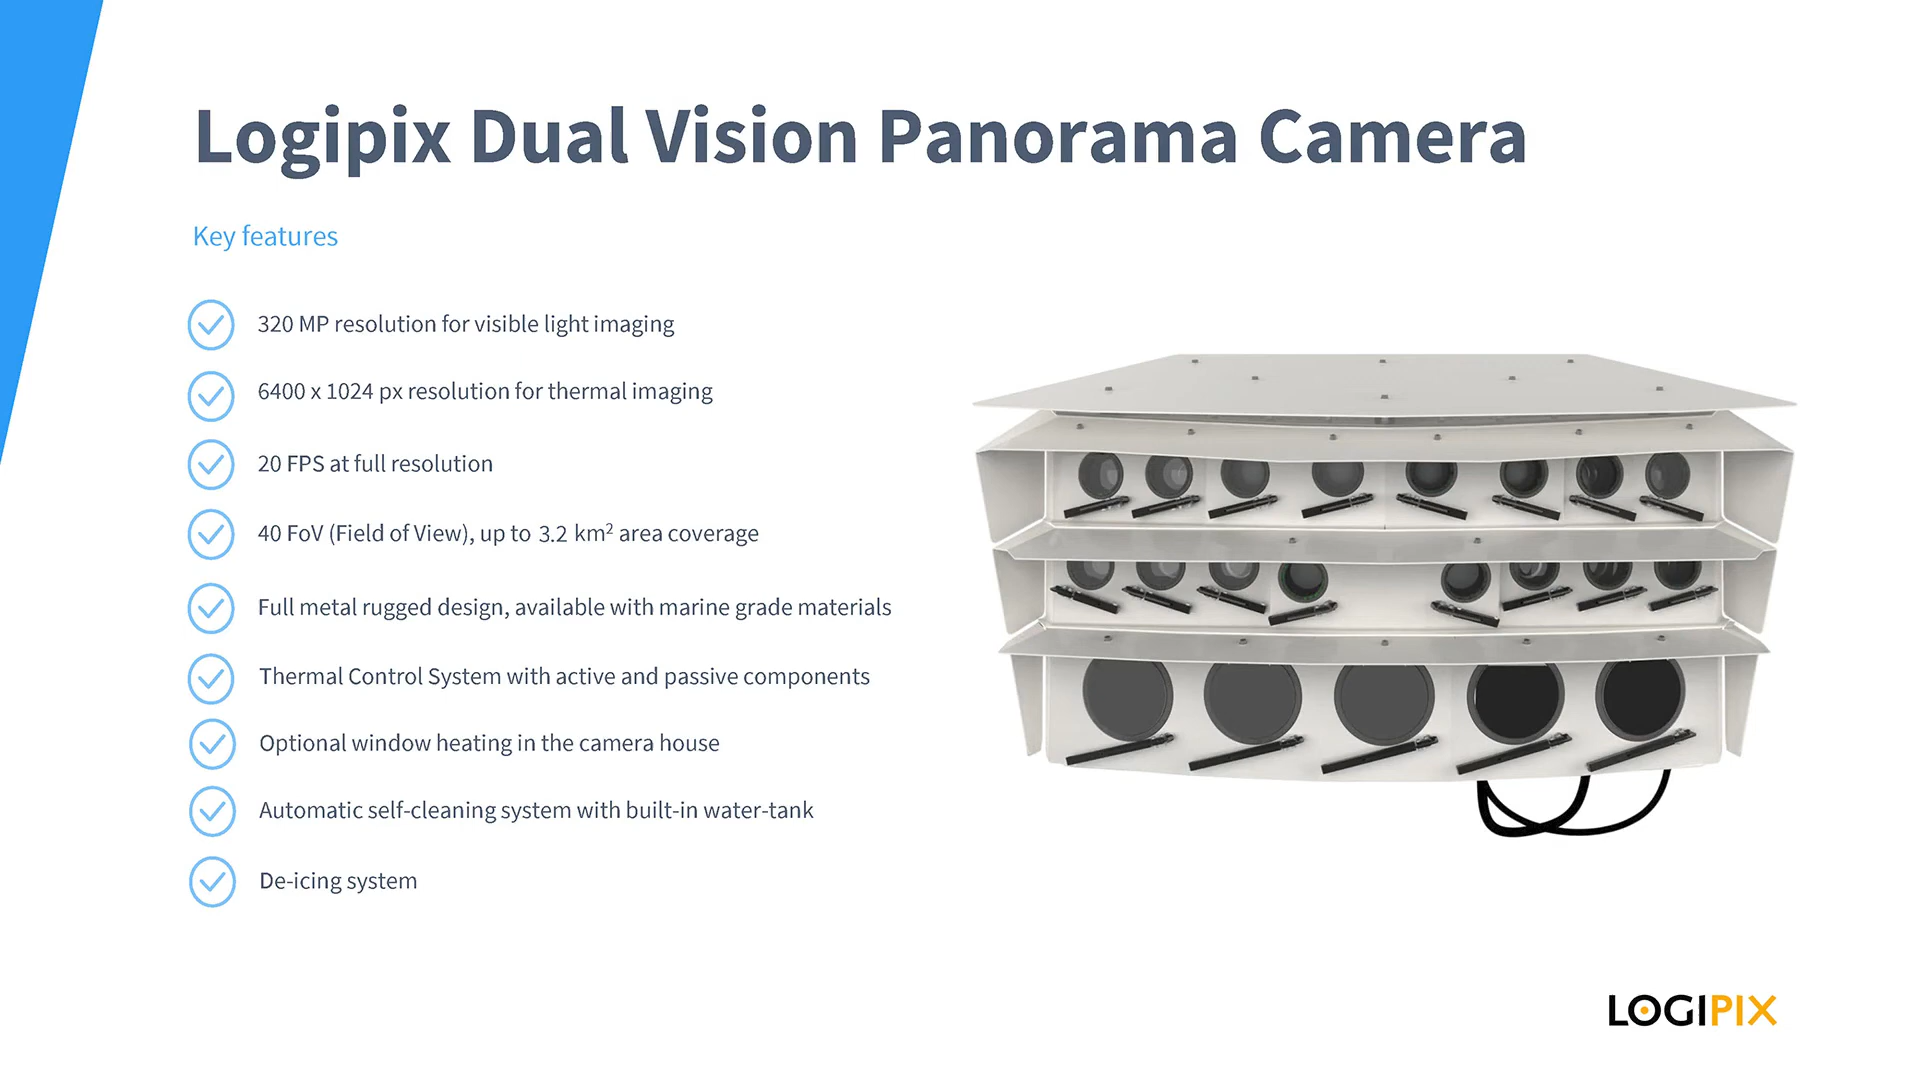 Logipix Dual Vision Panorama Camera
Key features
320 MP resolution for visible light imaging
6400 x 1024 px resolution for thermal imaging
20 FPS at full resolution
40 FoV (Field of View), up to 3.2 km² area coverage
Full metal rugged design, available with marine grade materials
Thermal Control System with active and passive components
Optional window heating in the camera house
Automatic self-cleaning system with built-in water-tank
De-icing system
LOGIPIX